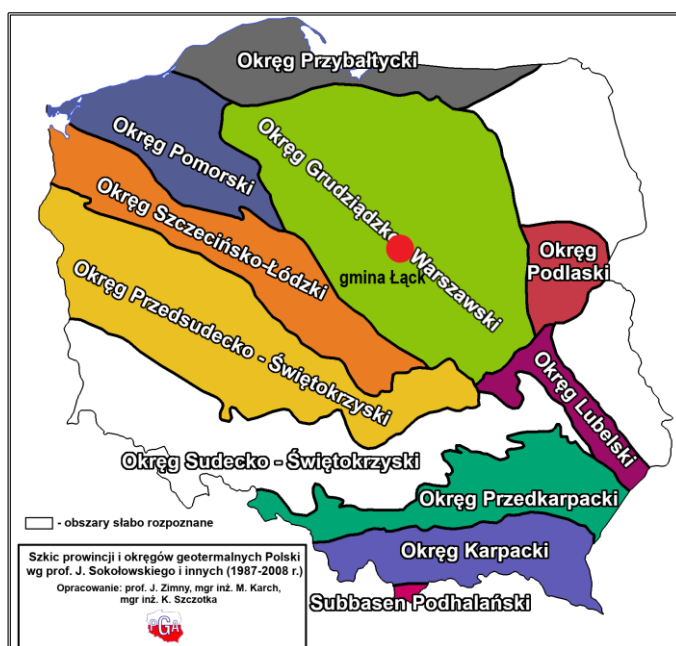 Okręg Przybałtycki
Okręg Pomorski
Okręg Grudziądzko - Warszawski
Okręg Szczecińsko-Łódzki
gmina Łąck
Okręg
Podlaski
Okręg Przedsudecko - Świętokrzyski
Okręg Lubelski
Okręg Sudecko - Świętokrzyski
Okręg Przedkarpacki
- obszary słabo rozpoznane
Okręg Karpacki
Szkic prowincji i okręgów geotermalnych Polski
wg prof. J. Sokołowskiego i innych (1987-2008 r.)
Opracowanie: prof. J. Zimny, mgr inż. M. Karch,
mgr inż. K. Szczotka
PGA
Subbasen Podhalański